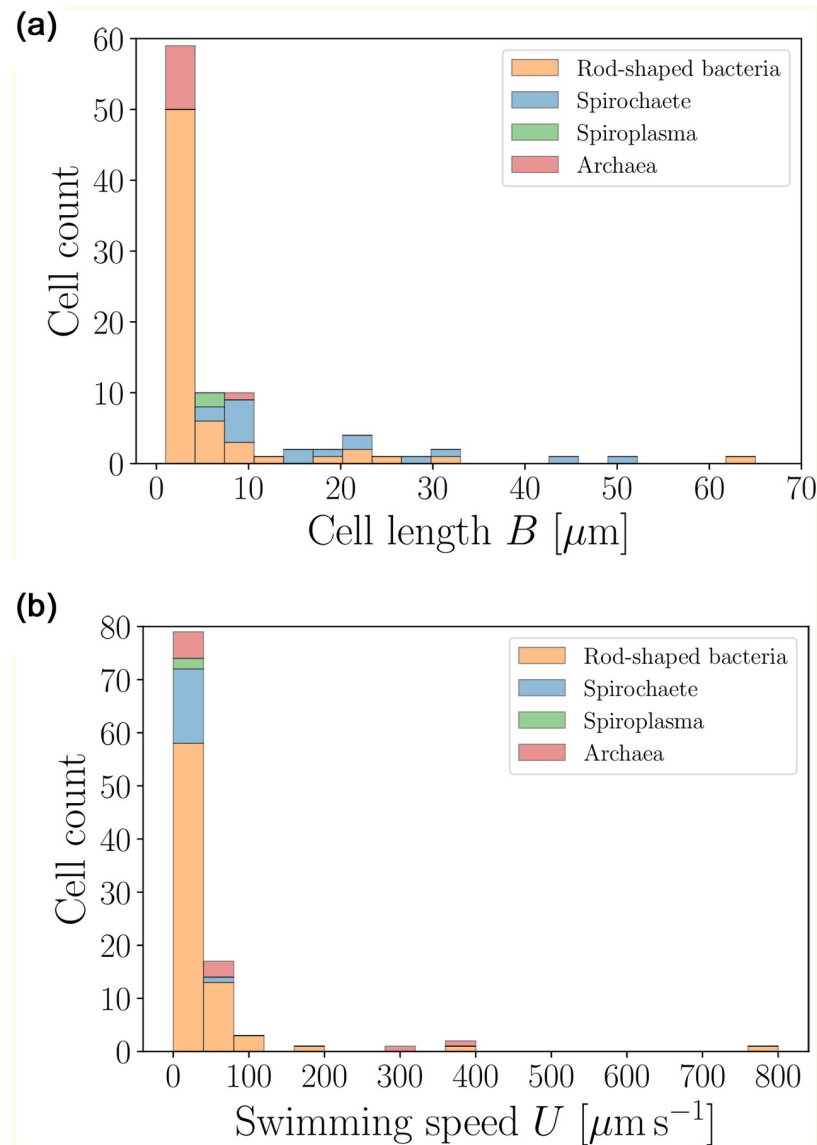 (a)
60
50
40
30
20
10
0
Cell count
Rod-shaped bacteria
Spirochaete
Spiroplasma
Archaea
0 10 20 30 40 50 60 70
Cell length B [μm]
(b)
80
70
60
50
40
30
20
10
0
Cell count
Rod-shaped bacteria
Spirochaete
Spiroplasma
Archaea
0 100 200 300 400 500 600 700 800
Swimming speed U [μm s⁻¹]